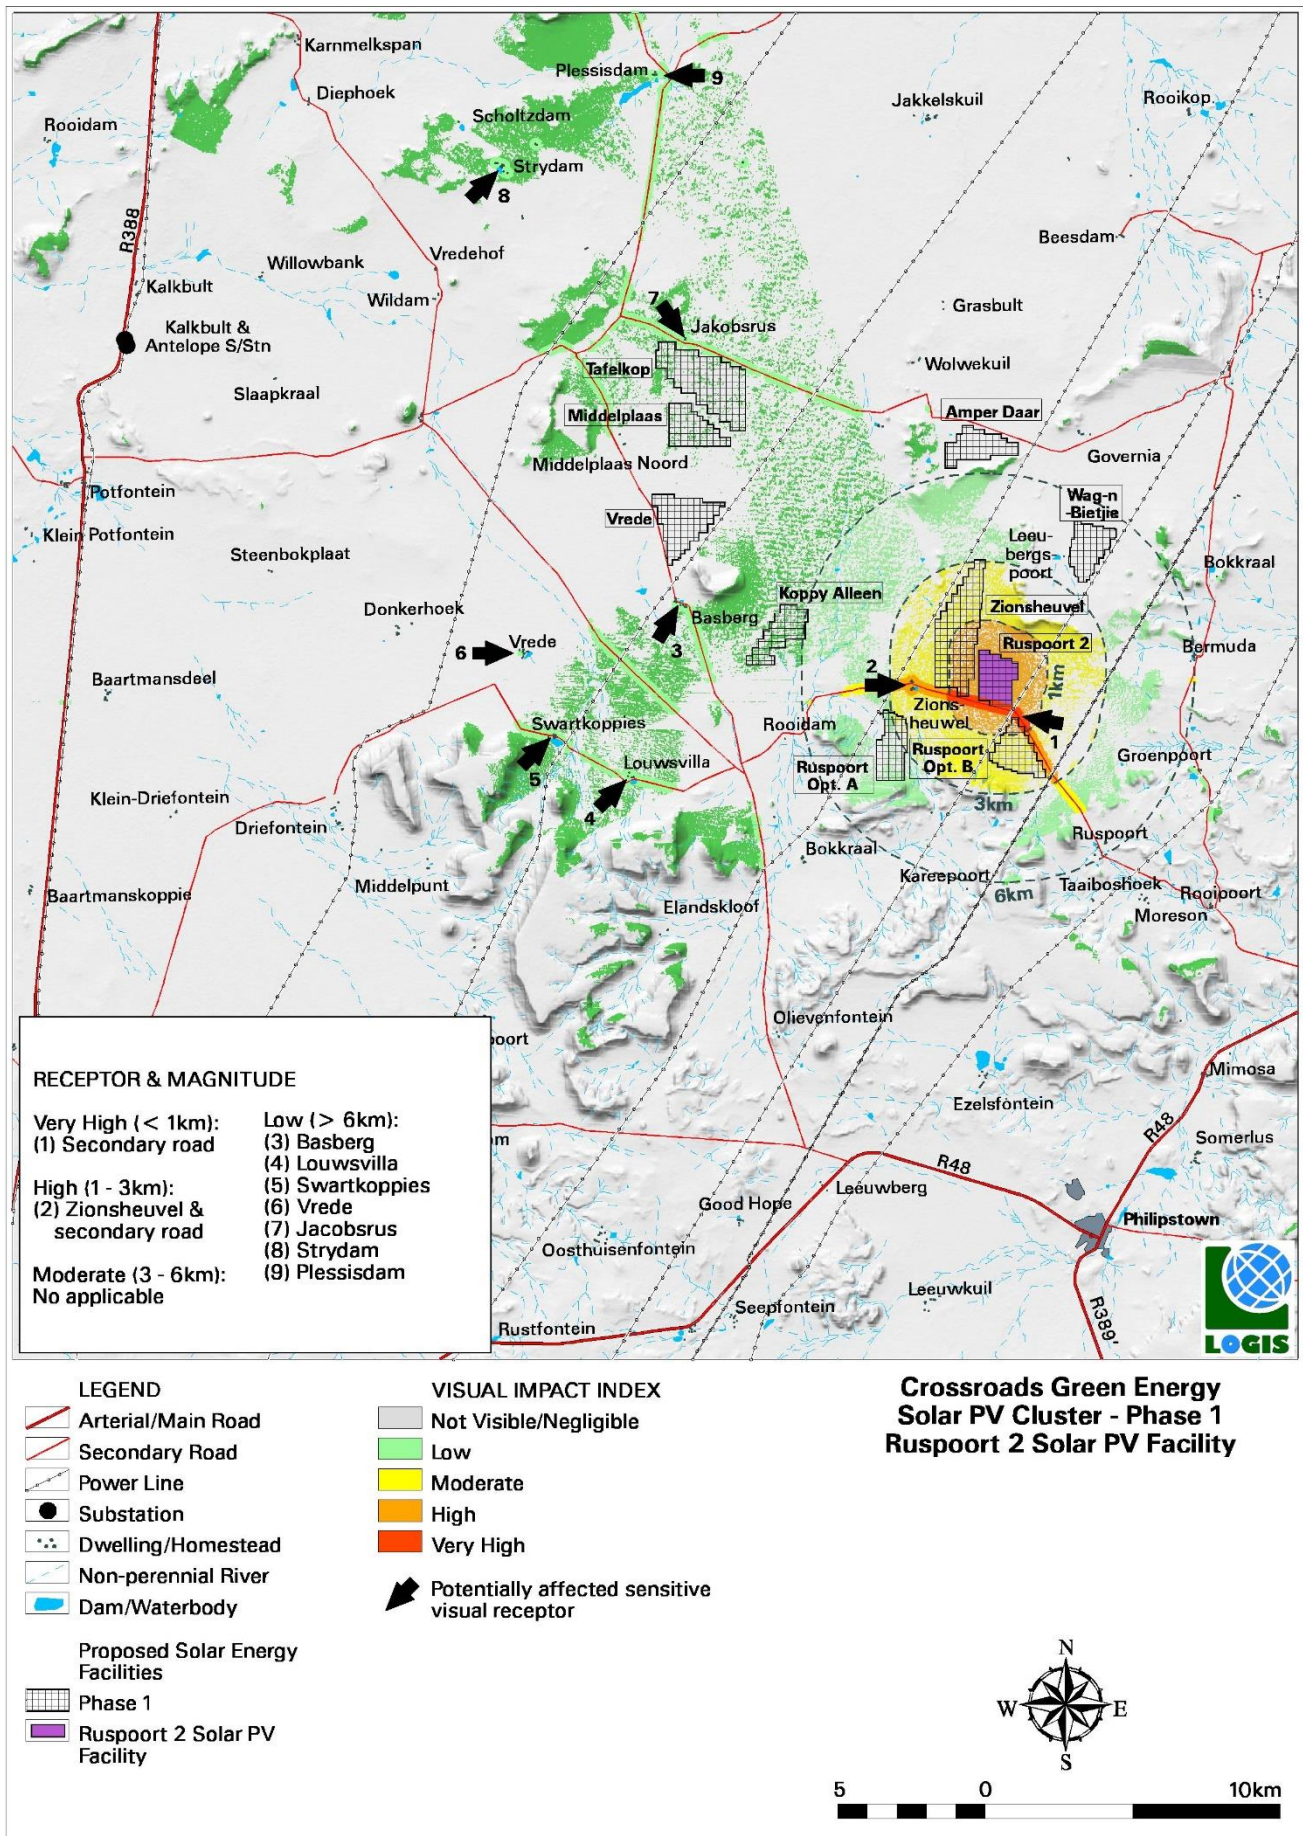 Karnmelkspan
Plessisdam
9
Diephoek
Jakkelskuil
Rooikop
Rooidam
Scholtzdam
Strydam
8
R388
Vredehof
Beesdam
Willowbank
Kalkbult
Wildam
7
Grasbult
Kalkbult &
Antelope S/Stn
Jakobsrus
Tafelkop
Wolwekuil
Slaapkraal
Middelplaas
Amper Daar
Middelplaas Noord
Governia
Potfontein
Vrede
Wag-n
-Bietjie
Klein Potfontein
Leeu-
bergs-
poort
Steenbokplaat
Bokkraal
Koppy Alleen
Donkerhoek
Zionsheuvel
Basberg
Ruspoort 2
6
Vrede
3
2
1km
Bermuda
Baartmansdeel
Zions-
heuwel
Swartkoppies
Rooidam
1
Louwsvilla
Ruspoort
Opt. A
Ruspoort
Opt. B
Groenpoort
5
4
Klein-Driefontein
3km
Driefontein
Ruspoort
Bokkraal
Kareepoort
Middelpunt
Taaiboshoek
Baartmanskoppie
6km
Rooipoort
Elandskloof
Moreson
Olievenfontein
oort
Mimosa
Ezelsfontein
om
R48
Somerlus
R48
Leeuwberg
Good Hope
Philipstown
Oosthuisenfontein
Leeuwkuil
Seepfontein
R389
Rustfontein
LOGIS
RECEPTOR & MAGNITUDE
Very High (< 1km):
(1) Secondary road
High (1 - 3km):
(2) Zionsheuvel &
secondary road
Moderate (3 - 6km):
No applicable
Low (> 6km):
(3) Basberg
(4) Louwsvilla
(5) Swartkoppies
(6) Vrede
(7) Jacobsrus
(8) Strydam
(9) Plessisdam
LEGEND
Arterial/Main Road
Secondary Road
Power Line
Substation
Dwelling/Homestead
Non-perennial River
Dam/Waterbody
Proposed Solar Energy
Facilities
Phase 1
Ruspoort 2 Solar PV
Facility
VISUAL IMPACT INDEX
Not Visible/Negligible
Low
Moderate
High
Very High
Potentially affected sensitive
visual receptor
Crossroads Green Energy
Solar PV Cluster - Phase 1
Ruspoort 2 Solar PV Facility
N
W
E
S
5
0
10km